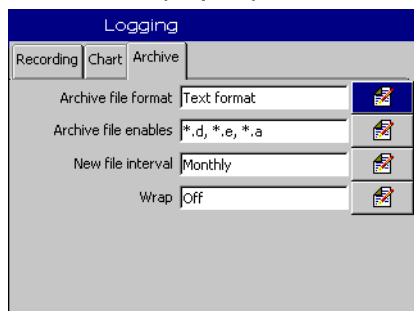 Logging
Recording Chart Archive
Archive file format Text format
Archive file enables *.d, *.e, *.a
New file interval Monthly
Wrap Off